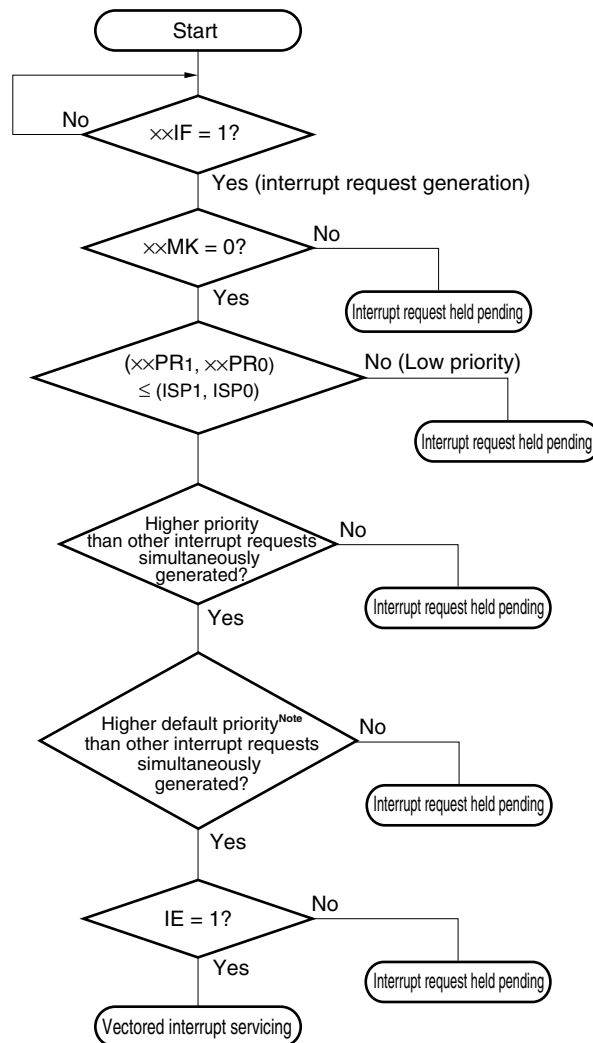 Start
No
××IF = 1?
Yes (interrupt request generation)
No
××MK = 0?
Yes
Interrupt request held pending
(××PR1, ××PR0)
≤ (ISP1, ISP0)
No (Low priority)
Interrupt request held pending
Higher priority
than other interrupt requests
simultaneously
generated?
No
Interrupt request held pending
Yes
Higher default priorityNote
than other interrupt requests
simultaneously
generated?
No
Interrupt request held pending
Yes
IE = 1?
No
Interrupt request held pending
Yes
Vectored interrupt servicing